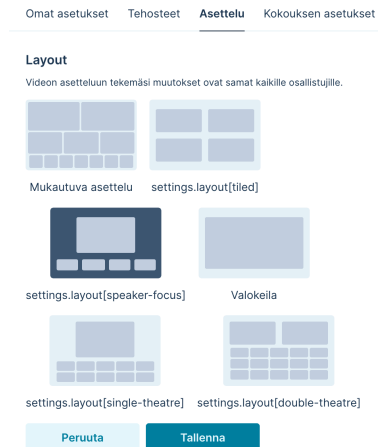 Omat asetukset Tehosteet Asettelu Kokouksen asetukset
Layout
Videon asetteluun tekemäsi muutokset ovat samat kaikille osallistujille.
Mukautuva asettelu settings.layout[tiled]
settings.layout[speaker-focus] Valokeila
settings.layout[single-theatre] settings.layout[double-theatre]
Peruuta Tallenna